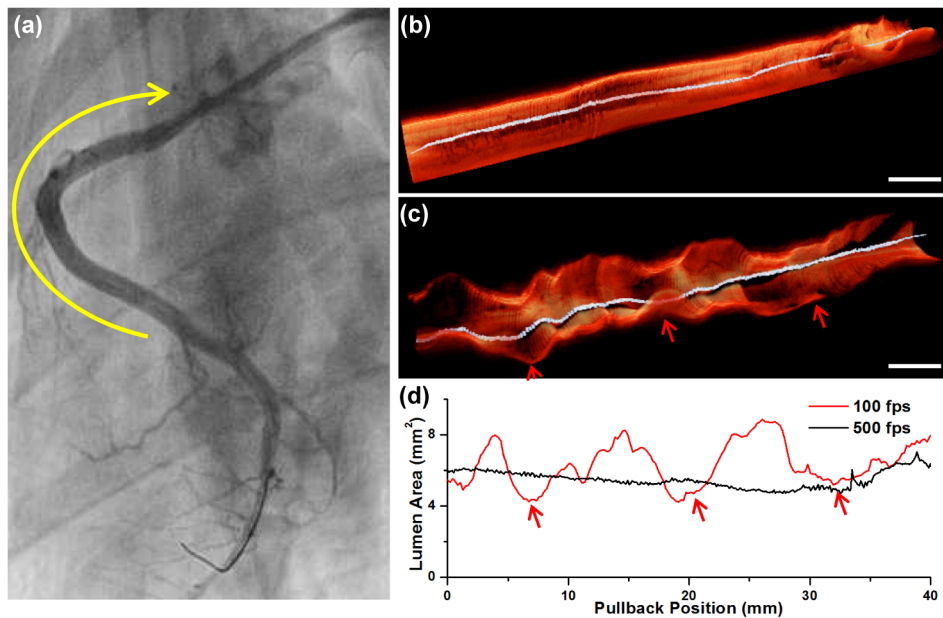 (a)
(b)
(c)
(d)
100 fps
500 fps
Lumen Area (mm²)
8
4
0
0 10 20 30 40
Pullback Position (mm)